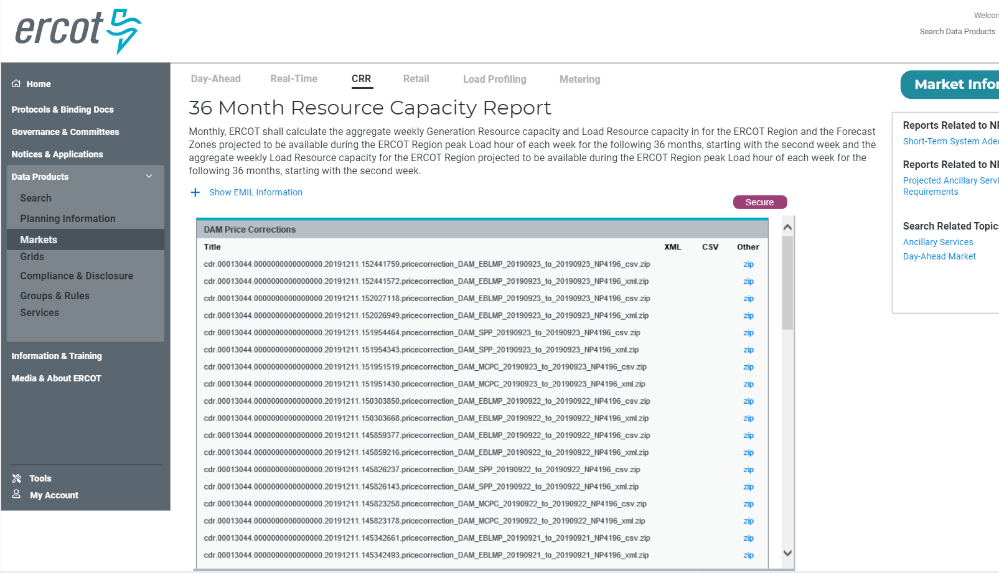 ercot
Welcon
Search Data Products
Home
Protocols & Binding Docs
Governance & Committees
Notices & Applications
Data Products
Search
Planning Information
Markets
Grids
Compliance & Disclosure
Groups & Rules
Services
Information & Training
Media & About ERCOT
Tools
My Account
Day-Ahead Real-Time CRR Retail Load Profiling Metering
36 Month Resource Capacity Report
Monthly, ERCOT shall calculate the aggregate weekly Generation Resource capacity and Load Resource capacity in for the ERCOT Region and the Forecast
Zones projected to be available during the ERCOT Region peak Load hour of each week for the following 36 months, starting with the second week and the
aggregate weekly Load Resource capacity for the ERCOT Region projected to be available during the ERCOT Region peak Load hour of each week for the
following 36 months, starting with the second week.
Show EMIL Information
Secure
DAM Price Corrections
Title XML CSV Other
cdr.00013044.0000000000000000.20191211.152441759.pricecorrection_DAM_EBLMP_20190923_to_20190923_NP4196_csv.zip zip
cdr.00013044.0000000000000000.20191211.152441572.pricecorrection_DAM_EBLMP_20190923_to_20190923_NP4196_xml.zip zip
cdr.00013044.0000000000000000.20191211.152027118.pricecorrection_DAM_EBLMP_20190923_to_20190923_NP4196_csv.zip zip
cdr.00013044.0000000000000000.20191211.152026949.pricecorrection_DAM_EBLMP_20190923_to_20190923_NP4196_xml.zip zip
cdr.00013044.0000000000000000.20191211.151954464.pricecorrection_DAM_SPP_20190923_to_20190923_NP4196_csv.zip zip
cdr.00013044.0000000000000000.20191211.151954343.pricecorrection_DAM_SPP_20190923_to_20190923_NP4196_xml.zip zip
cdr.00013044.0000000000000000.20191211.151951519.pricecorrection_DAM_MCPC_20190923_to_20190923_NP4196_csv.zip zip
cdr.00013044.0000000000000000.20191211.151951430.pricecorrection_DAM_MCPC_20190923_to_20190923_NP4196_xml.zip zip
cdr.00013044.0000000000000000.20191211.150303850.pricecorrection_DAM_EBLMP_20190922_to_20190922_NP4196_csv.zip zip
cdr.00013044.0000000000000000.20191211.150303668.pricecorrection_DAM_EBLMP_20190922_to_20190922_NP4196_xml.zip zip
cdr.00013044.0000000000000000.20191211.145859377.pricecorrection_DAM_EBLMP_20190922_to_20190922_NP4196_csv.zip zip
cdr.00013044.0000000000000000.20191211.145859216.pricecorrection_DAM_EBLMP_20190922_to_20190922_NP4196_xml.zip zip
cdr.00013044.0000000000000000.20191211.145826237.pricecorrection_DAM_SPP_20190922_to_20190922_NP4196_csv.zip zip
cdr.00013044.0000000000000000.20191211.145826143.pricecorrection_DAM_SPP_20190922_to_20190922_NP4196_xml.zip zip
cdr.00013044.0000000000000000.20191211.145823258.pricecorrection_DAM_MCPC_20190922_to_20190922_NP4196_csv.zip zip
cdr.00013044.0000000000000000.20191211.145823178.pricecorrection_DAM_MCPC_20190922_to_20190922_NP4196_xml.zip zip
cdr.00013044.0000000000000000.20191211.145342661.pricecorrection_DAM_EBLMP_20190921_to_20190921_NP4196_csv.zip zip
cdr.00013044.0000000000000000.20191211.145342493.pricecorrection_DAM_EBLMP_20190921_to_20190921_NP4196_xml.zip zip
Market Infor
Reports Related to NP
Short-Term System Adec
Reports Related to NP
Projected Ancillary Servi
Requirements
Search Related Topics
Ancillary Services
Day-Ahead Market